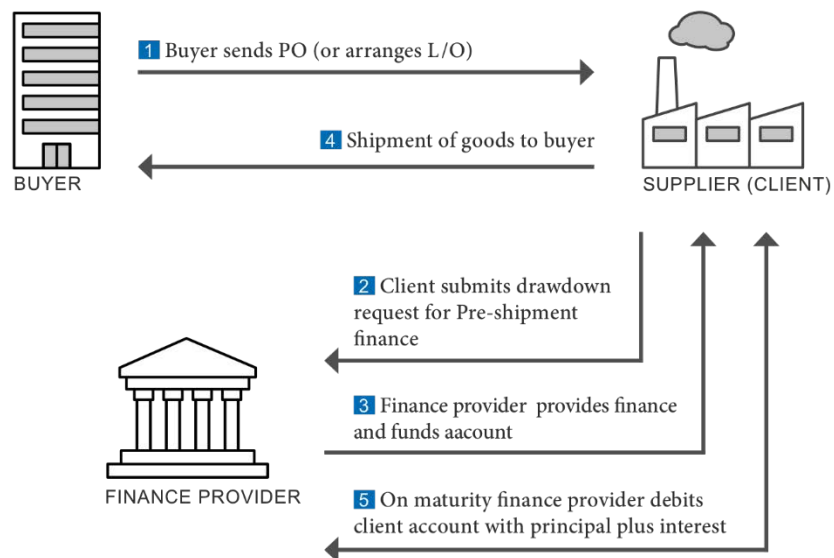 1 Buyer sends PO (or arranges L/O)
4 Shipment of goods to buyer
BUYER
SUPPLIER (CLIENT)
2 Client submits drawdown
request for Pre-shipment
finance
3 Finance provider provides finance
and funds aacount
FINANCE PROVIDER
5 On maturity finance provider debits
client account with principal plus interest